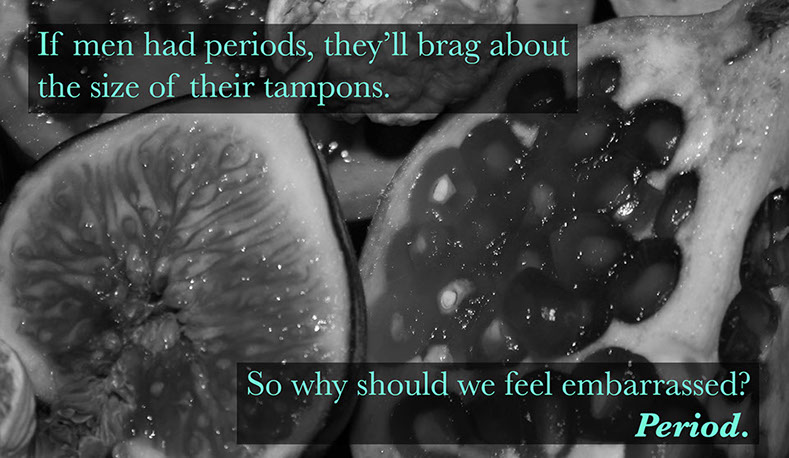 If men had periods, they’ll brag about
the size of their tampons.
So why should we feel embarrassed?
Period.